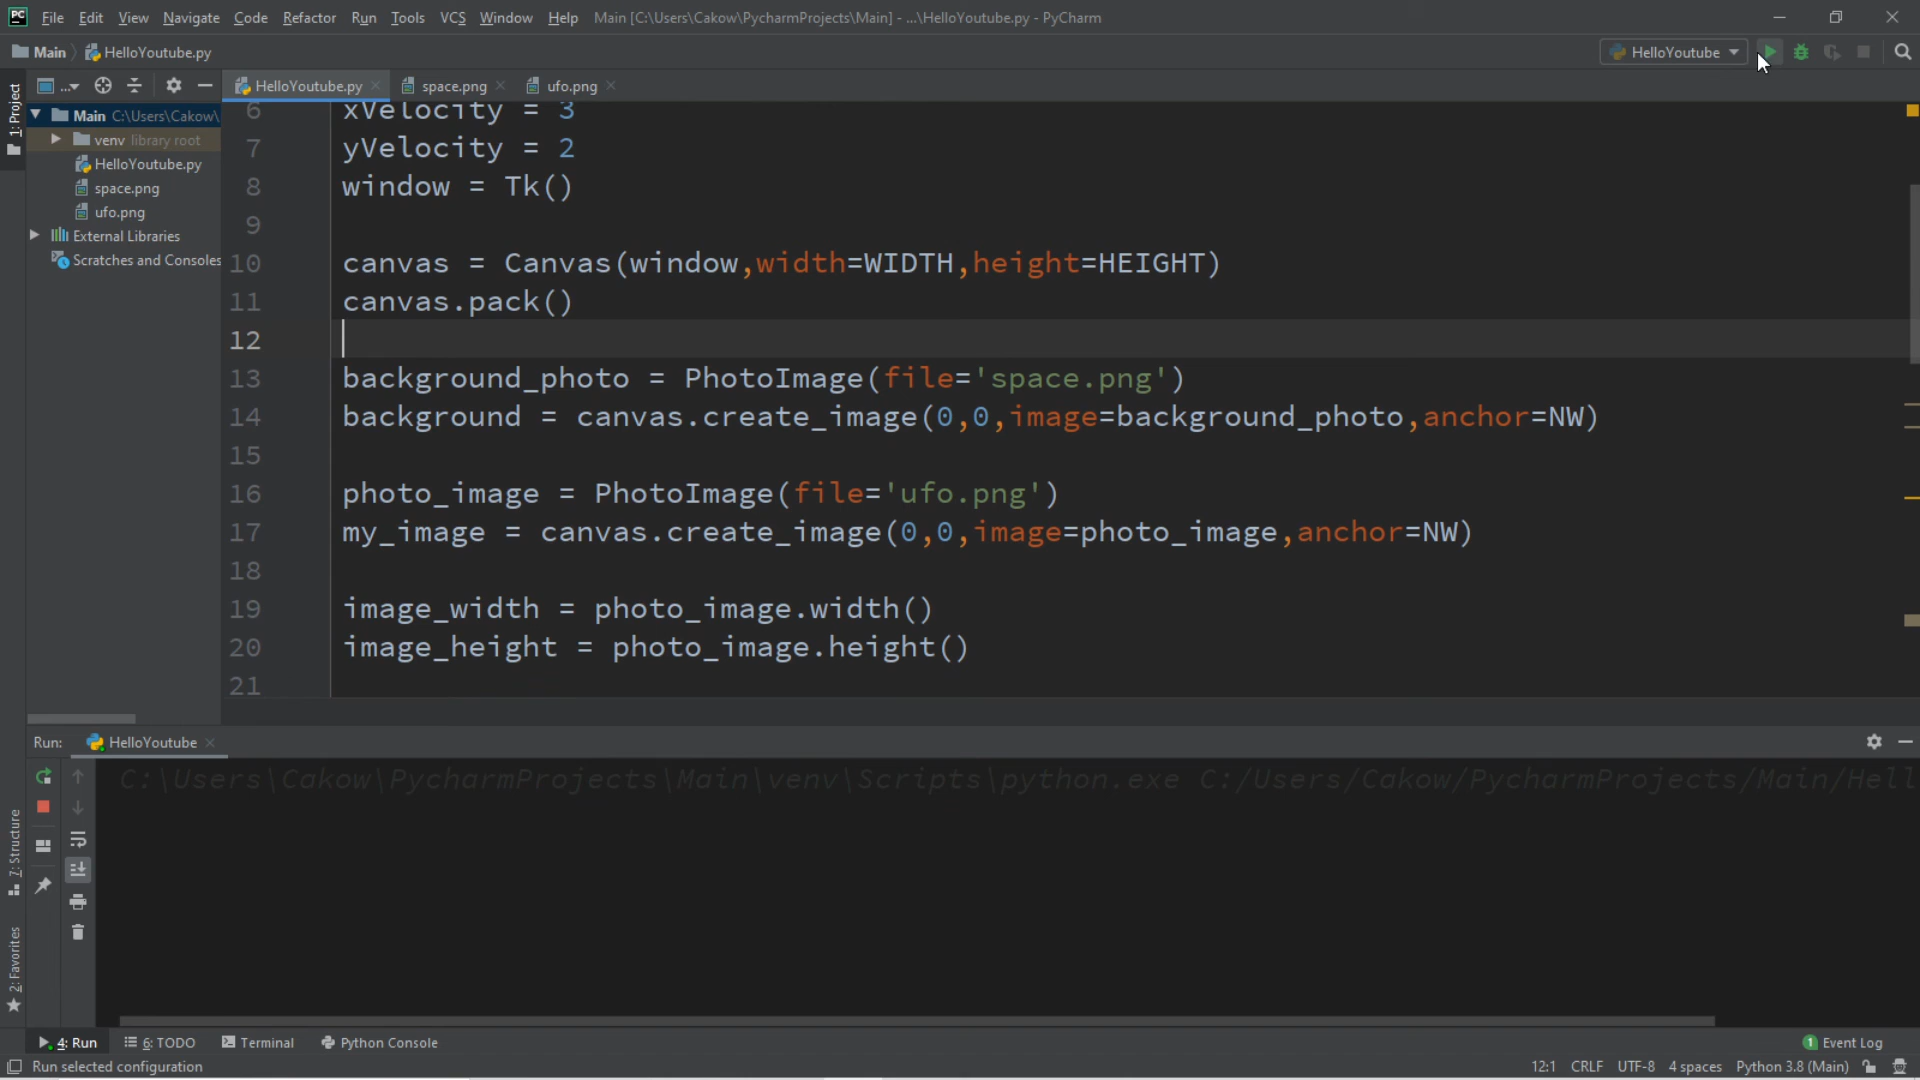 PC File Edit View Navigate Code Refactor Run Tools VCS Window Help Main [C:\Users\Cakow\PycharmProjects\Main] - ...\HelloYoutube.py - PyCharm
Main HelloYoutube.py HelloYoutube
... HelloYoutube.py space.png ufo.png
1: Project
Main C:\Users\Cakow\
venv library root
HelloYoutube.py
space.png
ufo.png
External Libraries
Scratches and Consoles
6 xVelocity = 3
7 yVelocity = 2
8 window = Tk()
9
10 canvas = Canvas(window,width=WIDTH,height=HEIGHT)
11 canvas.pack()
12
13 background_photo = PhotoImage(file='space.png')
14 background = canvas.create_image(0,0,image=background_photo,anchor=NW)
15
16 photo_image = PhotoImage(file='ufo.png')
17 my_image = canvas.create_image(0,0,image=photo_image,anchor=NW)
18
19 image_width = photo_image.width()
20 image_height = photo_image.height()
21
Run: HelloYoutube
C:\Users\Cakow\PycharmProjects\Main\venv\Scripts\python.exe C:/Users/Cakow/PycharmProjects/Main/Hell
7: Structure
2: Favorites
4: Run 6: TODO Terminal Python Console 1 Event Log
Run selected configuration 12:1 CRLF UTF-8 4 spaces Python 3.8 (Main)